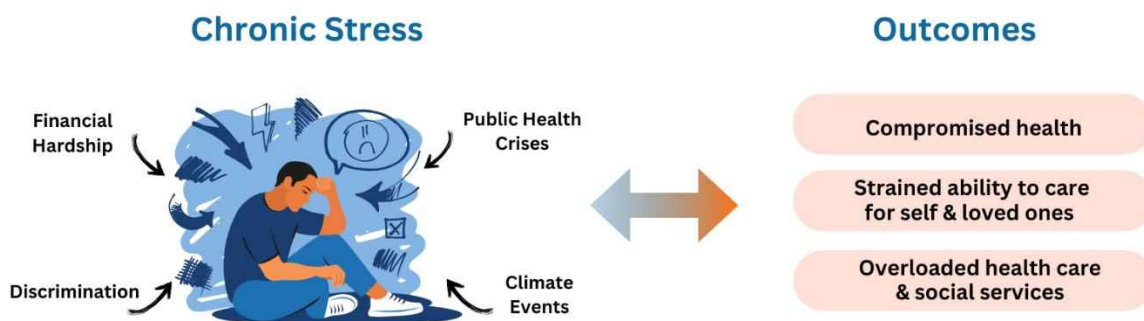 Chronic Stress
Financial
Hardship
Public Health
Crises
Discrimination
Climate
Events
Outcomes
Compromised health
Strained ability to care
for self & loved ones
Overloaded health care
& social services